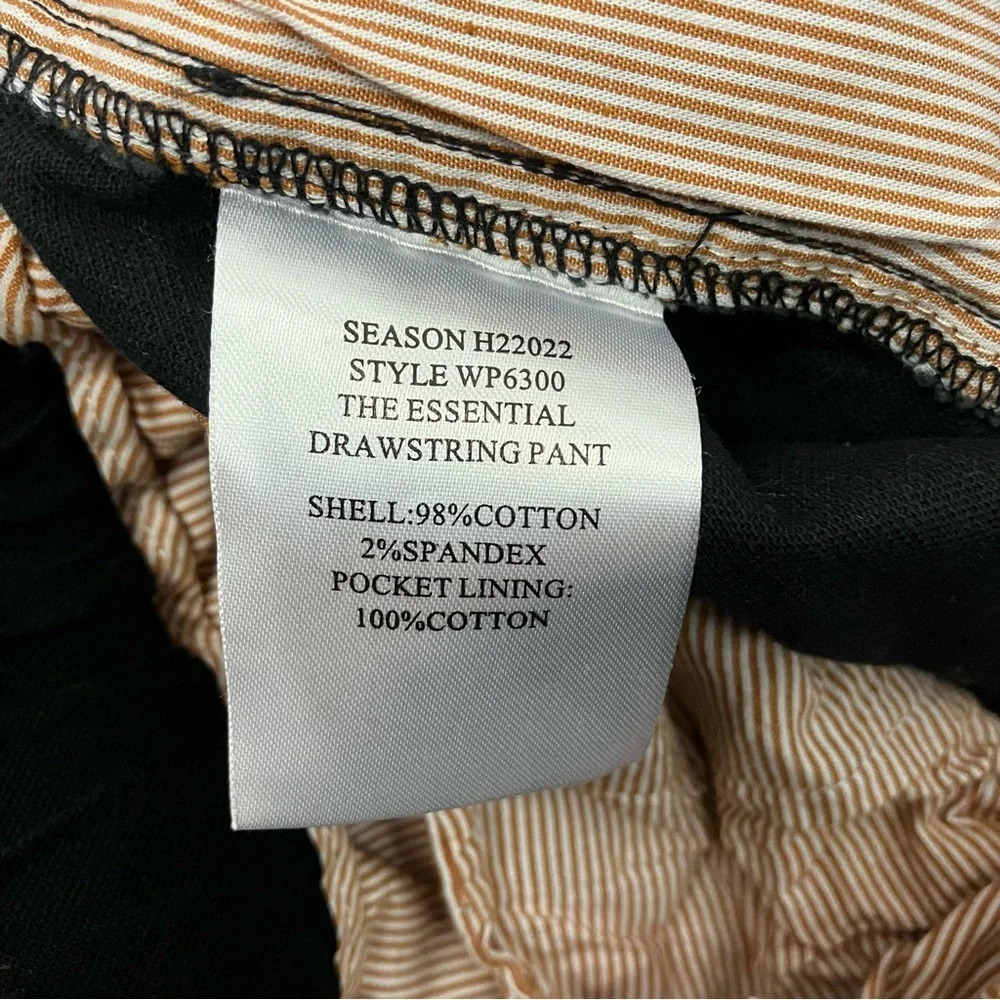 SEASON H22022
STYLE WP6300
THE ESSENTIAL
DRAWSTRING PANT
SHELL:98%COTTON
2%SPANDEX
POCKET LINING:
100%COTTON